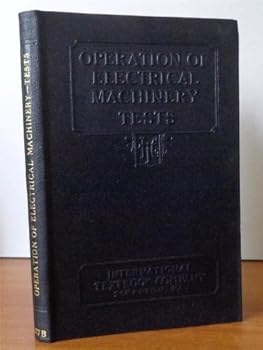 OPERATION OF
ELECTRICAL
MACHINERY
TESTS
INTERNATIONAL
TEXTBOOK COMPANY
SCRANTON, PA.
OPERATION OF ELECTRICAL MACHINERY—TESTS